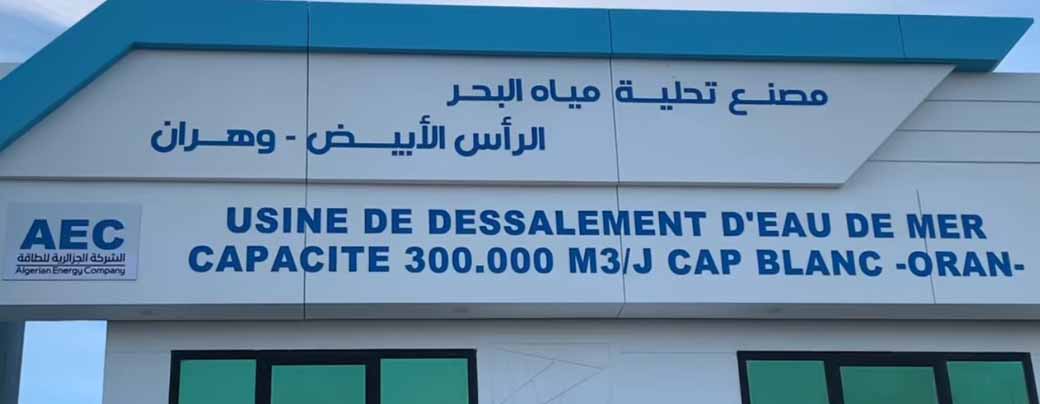 مصنع تحلية مياه البحر
الرأس الأبيض - وهران
USINE DE DESSALEMENT D'EAU DE MER
CAPACITE 300.000 M3/J CAP BLANC -ORAN-
AEC
الشركة الجزائرية للطاقة
Algerian Energy Company